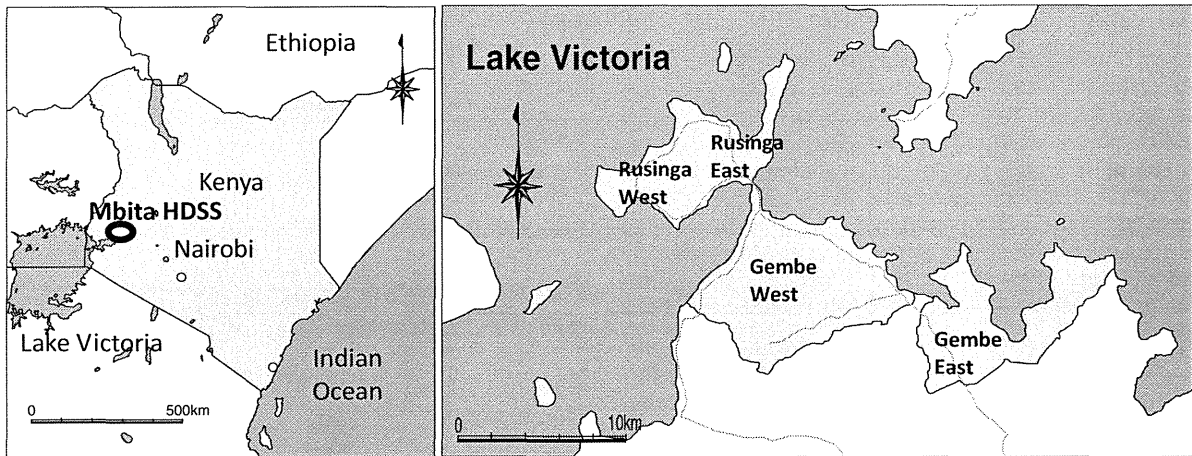 Ethiopia
Kenya
Mbita HDSS
Nairobi
Lake Victoria
Indian
Ocean
0 500km
Lake Victoria
Rusinga
East
Rusinga
West
Gembe
West
Gembe
East
0 10km